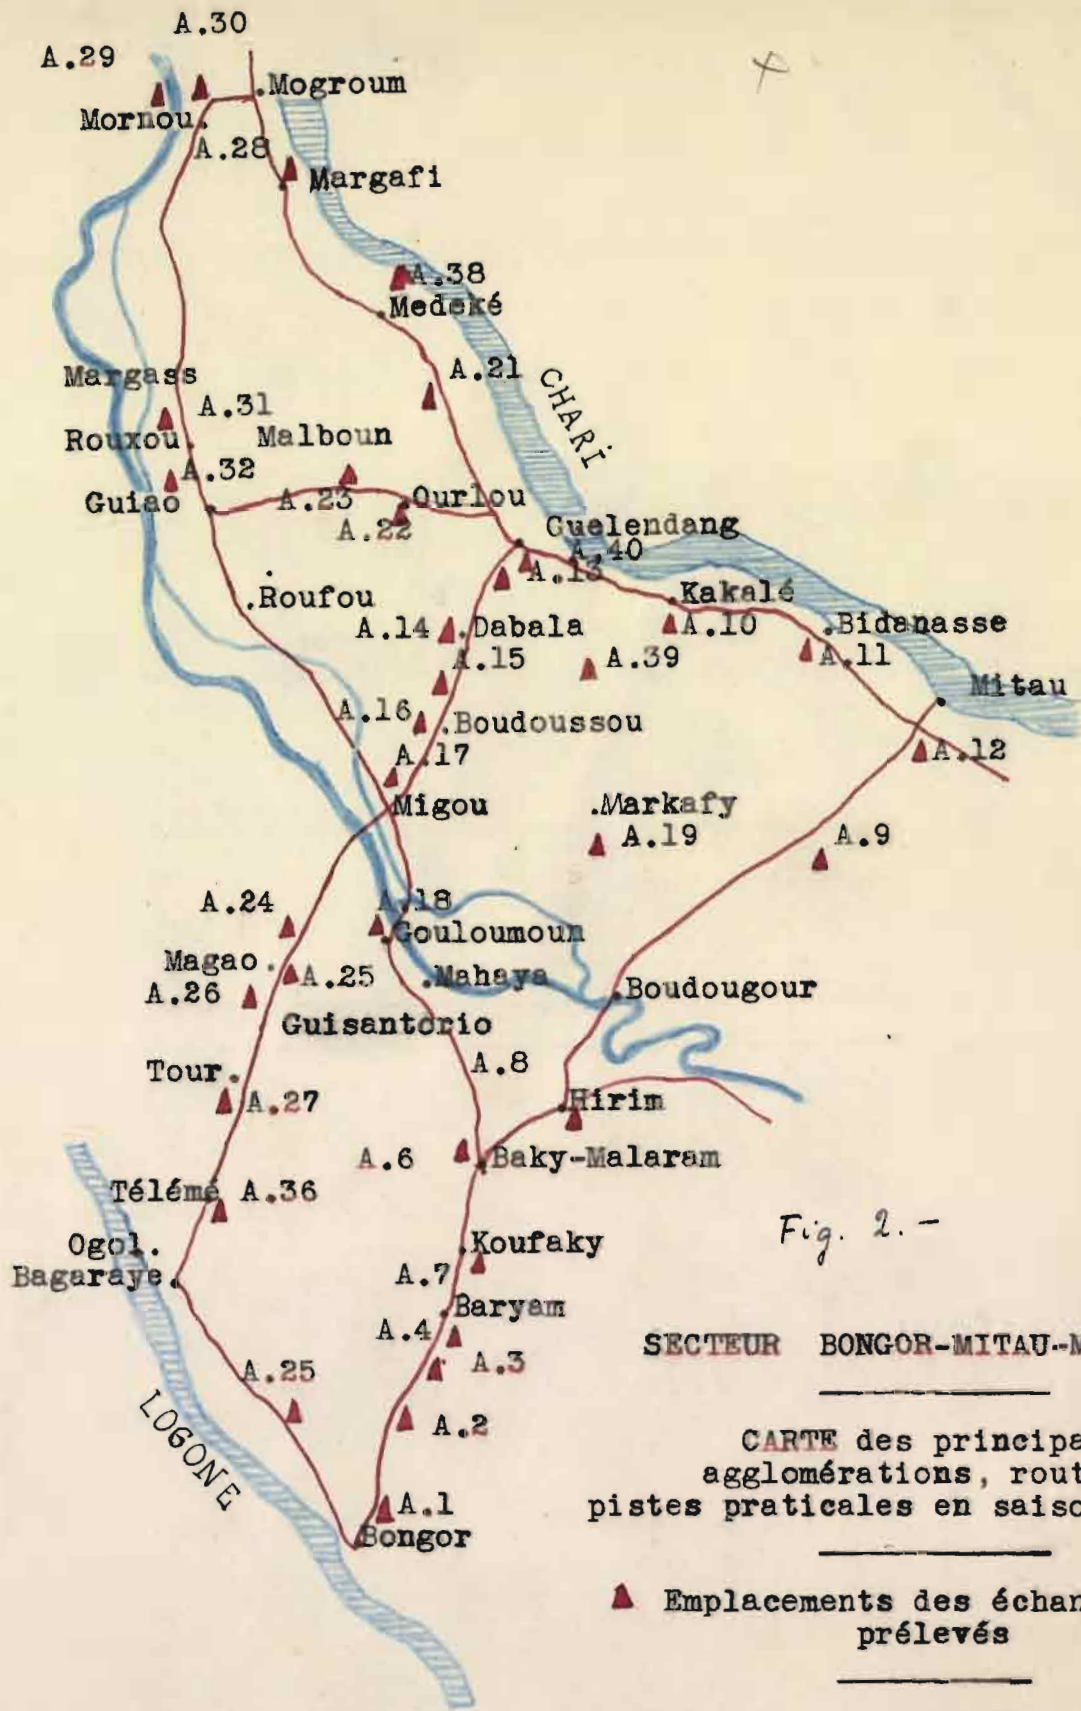 A.30
A.29
.Mogroum
Mornou.
A.28
Margafi
A.38
Medeké
A.21
CHARI
Margass
A.31
Rouxou.
Malboun
A.32
Guiao
A.23
Ourlou
A.22
Guelendang
A.40
A.13
.Roufou
Kakalé
A.14
.Dabala
A.10
.Bidanasse
A.15
A.39
A.11
Mitau
A.16
.Boudoussou
A.17
A.12
Migou
.Markafy
A.19
A.9
A.24
A.18
Gouloumoun
Magao.
A.25
.Mahaya
A.26
Boudougour
Guisantorio
A.8
Tour.
A.27
Hirim
A.6
Baky-Malaram
Télémé
A.36
Fig. 2.-
Ogol.
Koufaky
Bagaraye.
A.7
Baryam
A.4
A.3
SECTEUR BONGOR-MITAU-M
A.25
A.2
LOGONE
CARTE des principa
agglomérations, rout
pistes praticales en saiso
A.1
Bongor
Emplacements des échan
prélevés